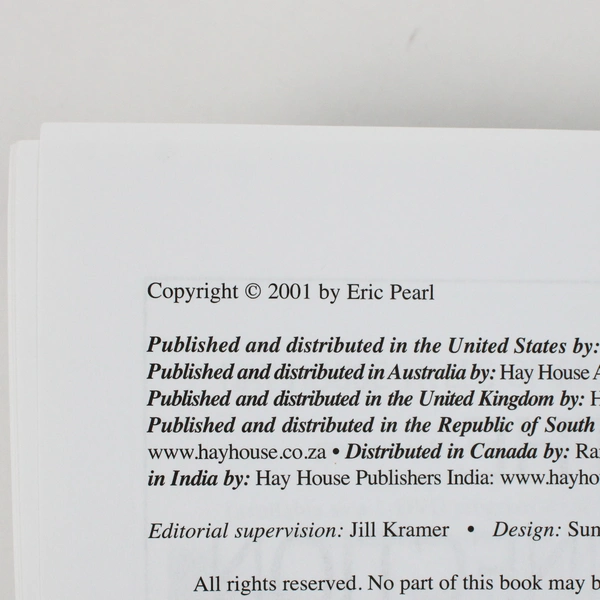 Copyright © 2001 by Eric Pearl
Published and distributed in the United States by:
Published and distributed in Australia by: Hay House
Published and distributed in the United Kingdom by:
Published and distributed in the Republic of South
www.hayhouse.co.za • Distributed in Canada by:
in India by: Hay House Publishers India:
Editorial supervision: Jill Kramer • Design:
All rights reserved. No part of this book may